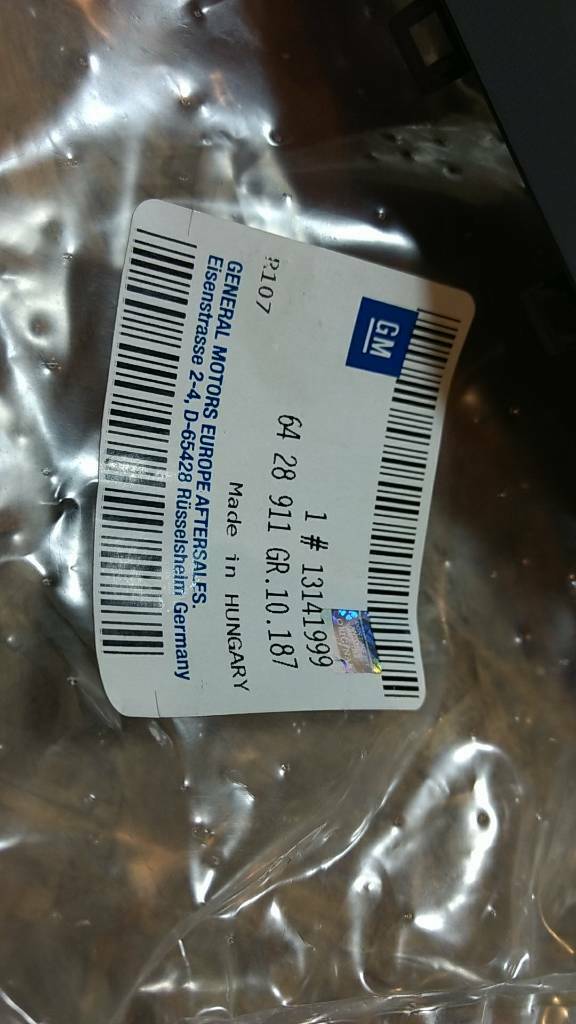 GM
1 # 13141999
64 28 911 GR.10.187
R107
Made in HUNGARY
GENERAL MOTORS EUROPE AFTERSALES.
Eisenstrasse 2-4, D-65428 Rüsselsheim Germany